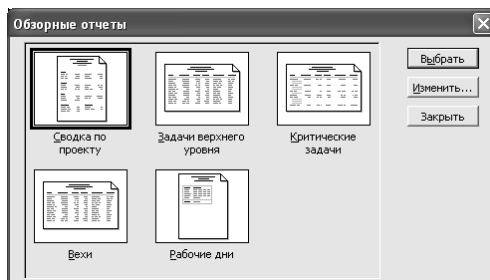 Обзорные отчеты
Выбрать
Изменить...
Закрыть
Сводка по
проекту
Задачи верхнего
уровня
Критические
задачи
Вехи
Рабочие дни